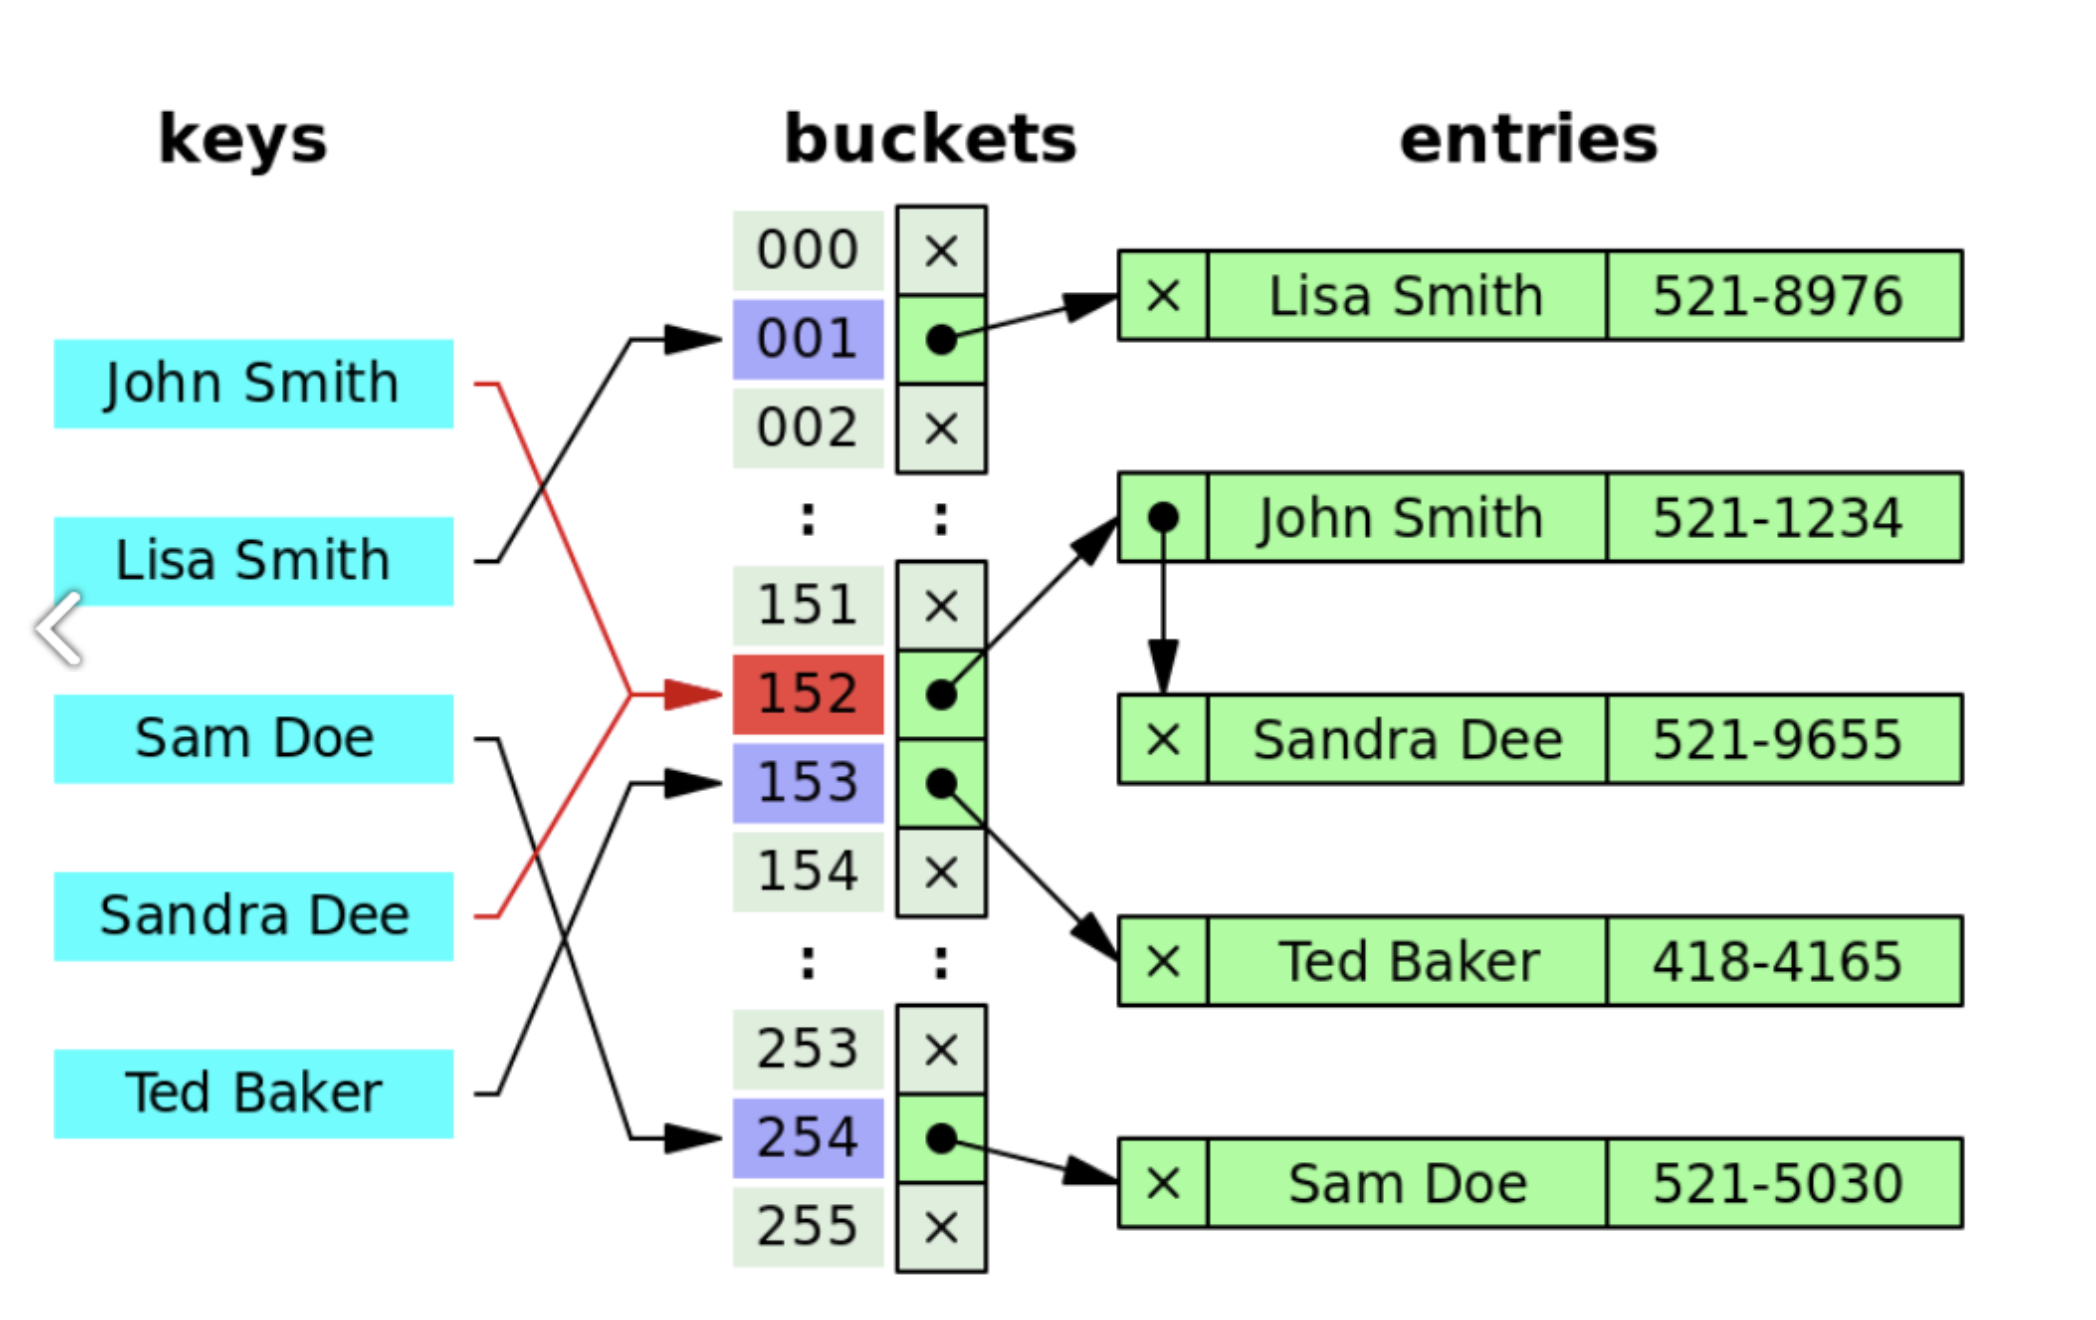 keys buckets entries
000
Lisa Smith 521-8976
001
John Smith
002
Lisa Smith
: :
John Smith 521-1234
151
152
Sam Doe
Sandra Dee 521-9655
153
154
Sandra Dee
: :
Ted Baker 418-4165
253
Ted Baker
254
Sam Doe 521-5030
255